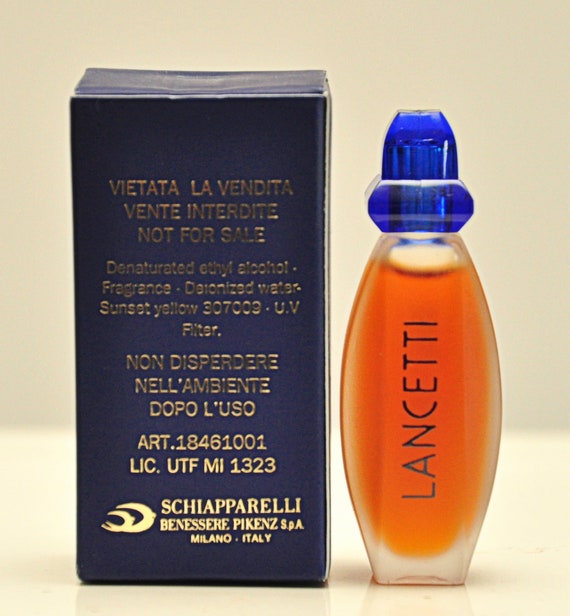 VIETATA LA VENDITA
VENTE INTERDITE
NOT FOR SALE
Denaturated ethyl alcohol -
Fragrance - Deionized water-
Sunset yellow 307009 - U.V
Filter.
NON DISPERDERE
NELL'AMBIENTE
DOPO L'USO
ART.18461001
LIC. UTF MI 1323
SCHIAPPARELLI
BENESSERE PIKENZ S.p.A.
MILANO - ITALY
LANCETTI